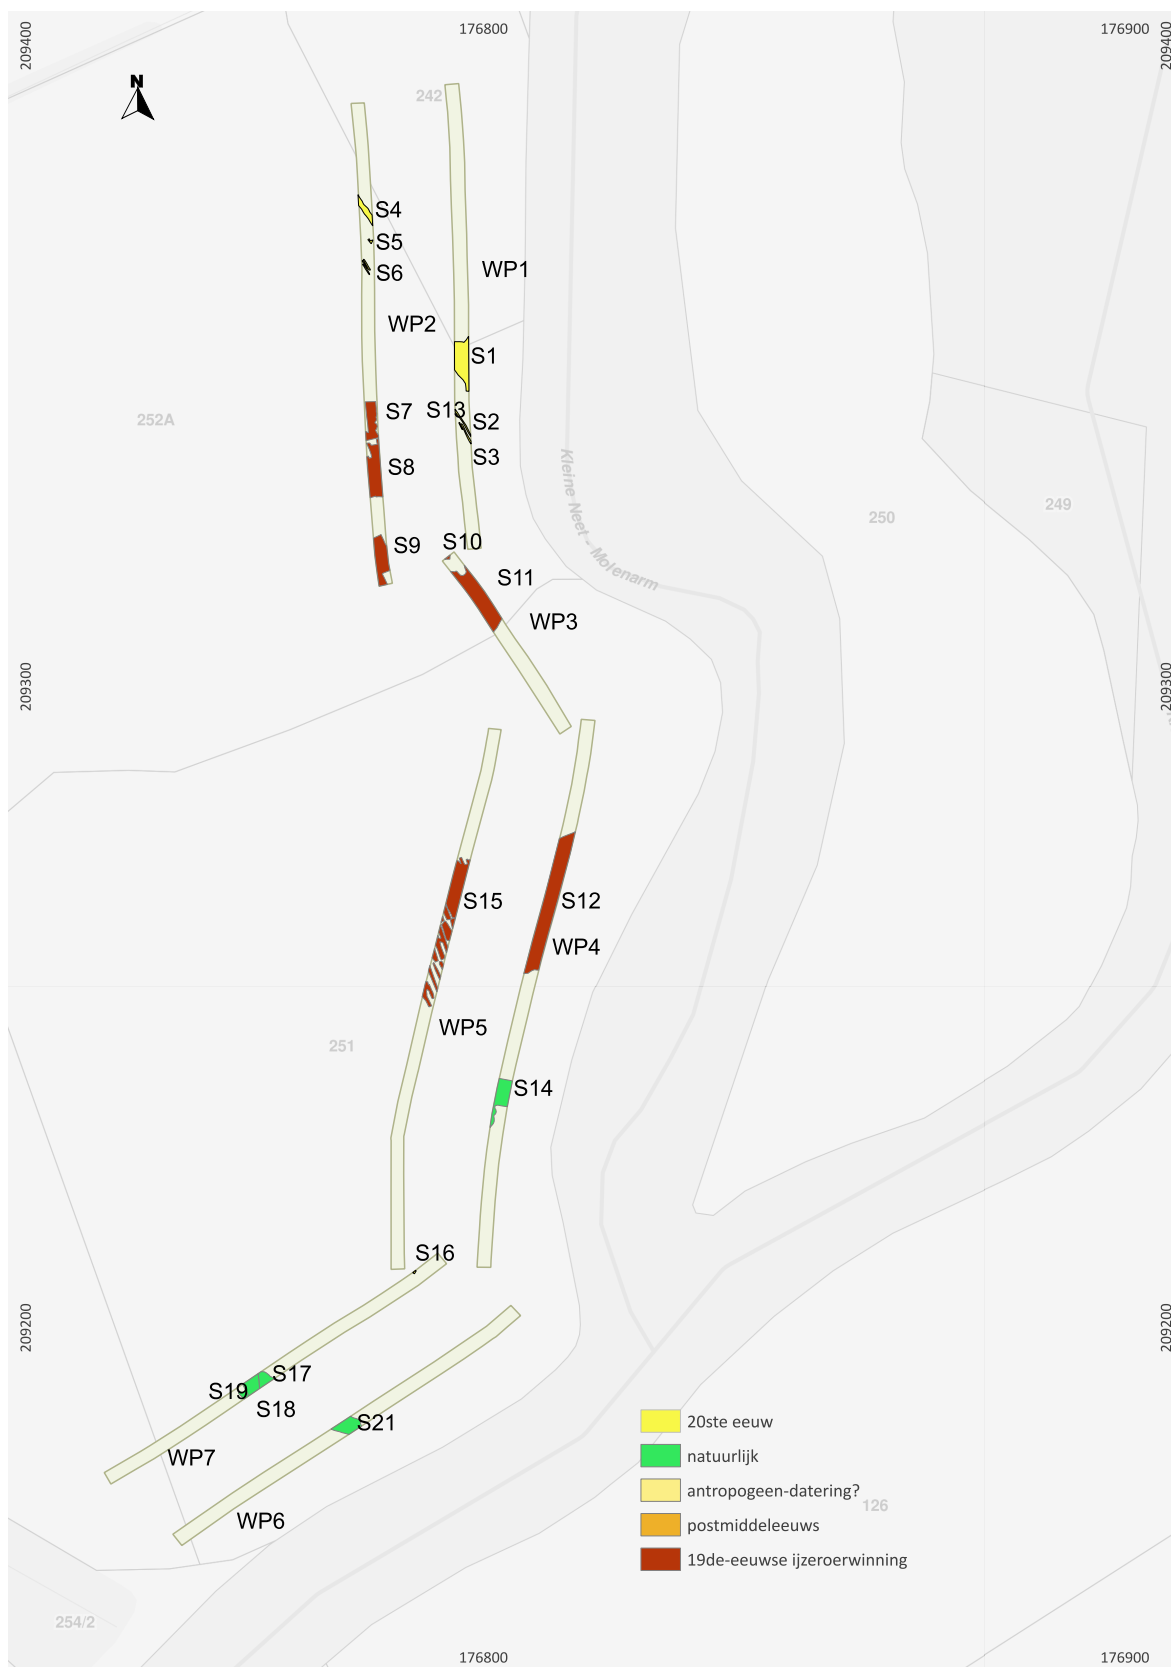 176800
176900
209400
209400
N
242
S4
S5
S6
WP1
WP2
S1
S7
S13
S2
252A
S3
S8
Kleine Neet - Molenarm
249
250
S10
S9
S11
WP3
209300
209300
S15
S12
WP4
WP5
251
S14
S16
209200
209200
S17
S19
S18
S21
20ste eeuw
WP7
natuurlijk
antropogeen-datering?
126
WP6
postmiddeleeuws
19de-eeuwse ijzeroerwinning
254/2
176800
176900